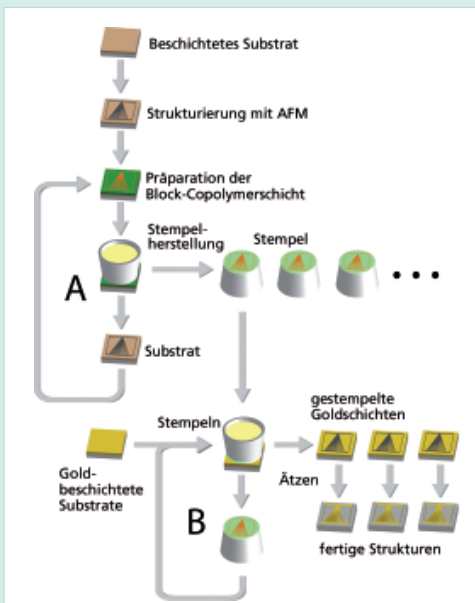 Beschichtetes Substrat
Strukturierung mit AFM
Präparation der
Block-Copolymerschicht
Stempel-
herstellung
Stempel
A
Substrat
Stempeln
gestempelte
Goldschichten
Gold-
beschichtete
Substrate
Ätzen
B
fertige Strukturen